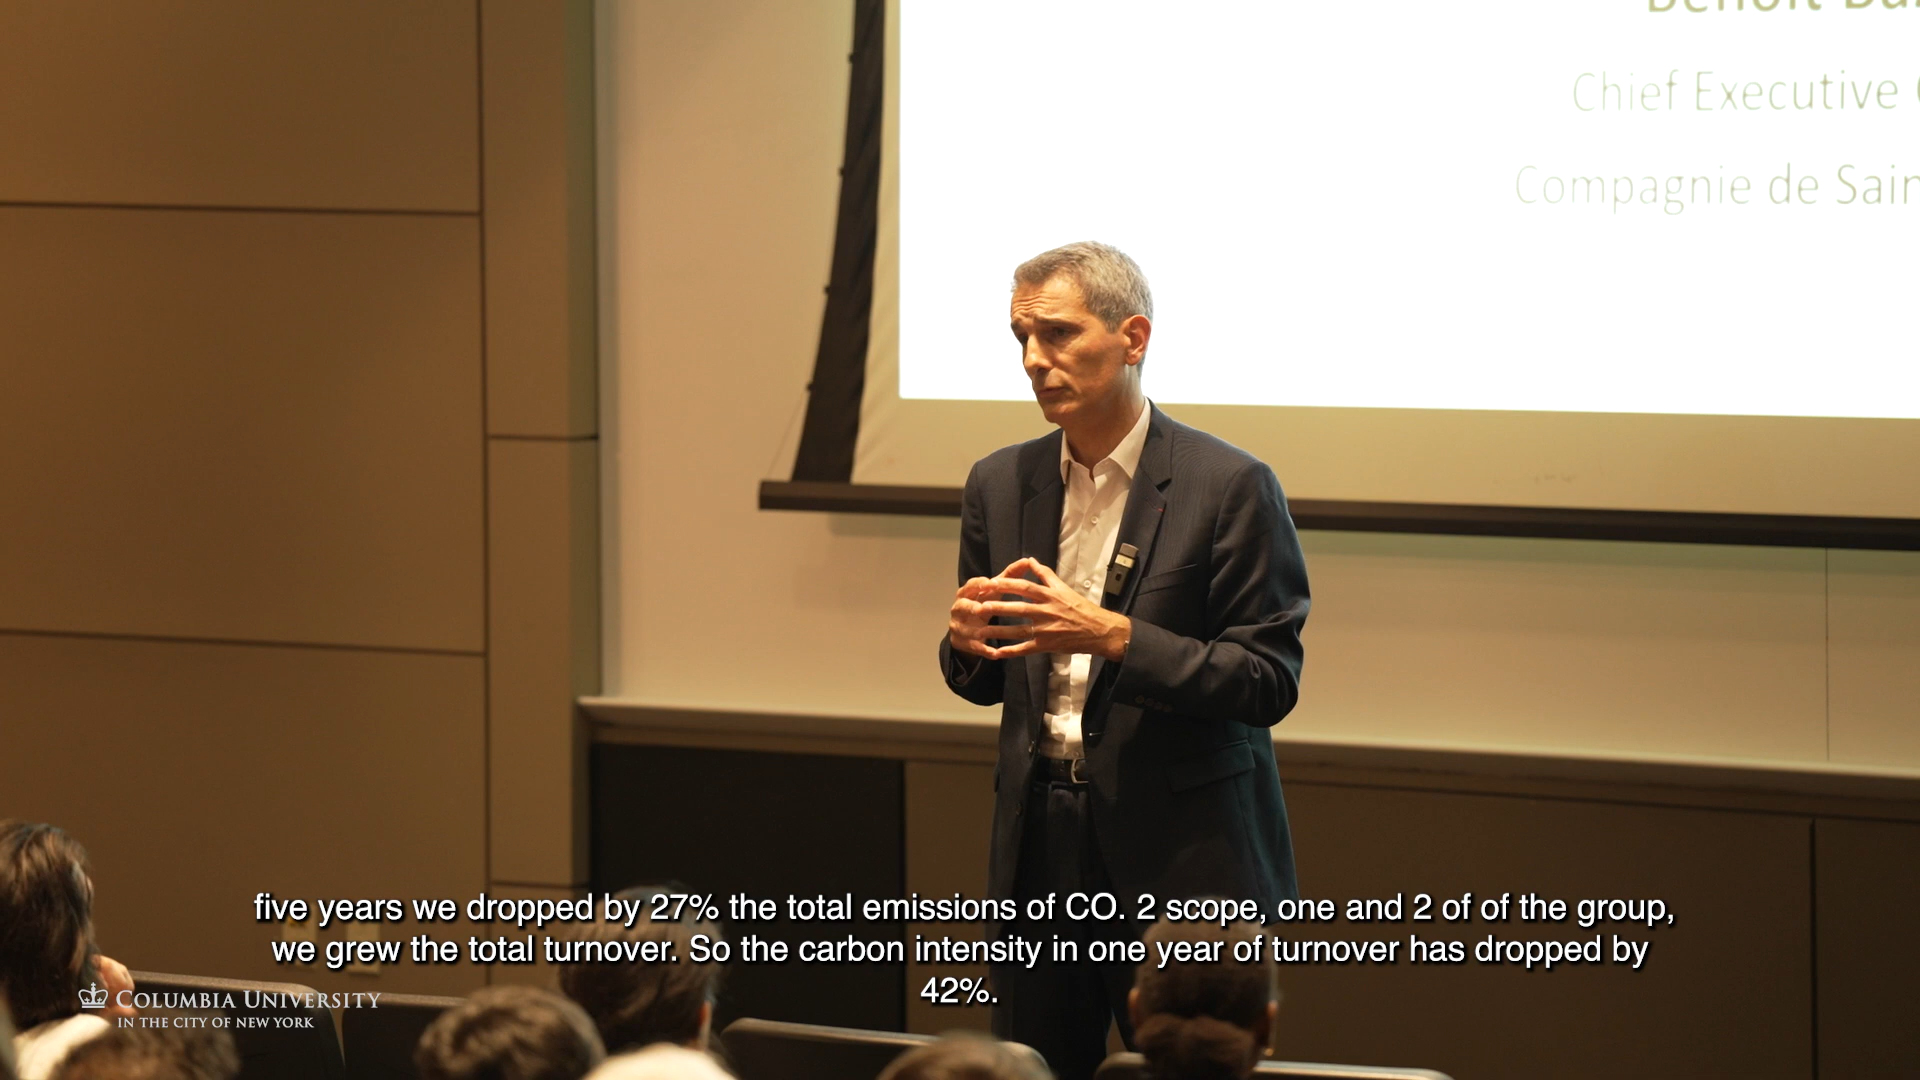 Benoît
Chief Executive
Compagnie de
five years we dropped by 27% the total emissions of CO. 2 scope, one and 2 of of the group,
we grew the total turnover. So the carbon intensity in one year of turnover has dropped by
42%.
COLUMBIA UNIVERSITY
IN THE CITY OF NEW YORK